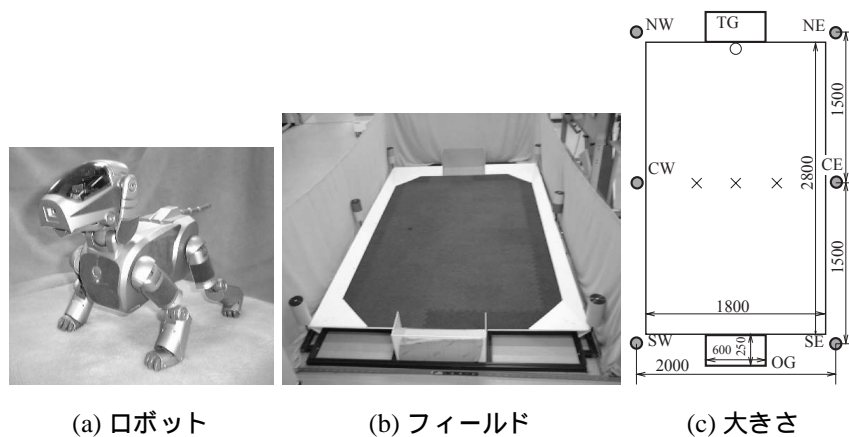 NW
TG
NE
1500
CW
2800
CE
1500
1800
SW
600
250
SE
OG
2000
(a) ロボット
(b) フィールド
(c) 大きさ